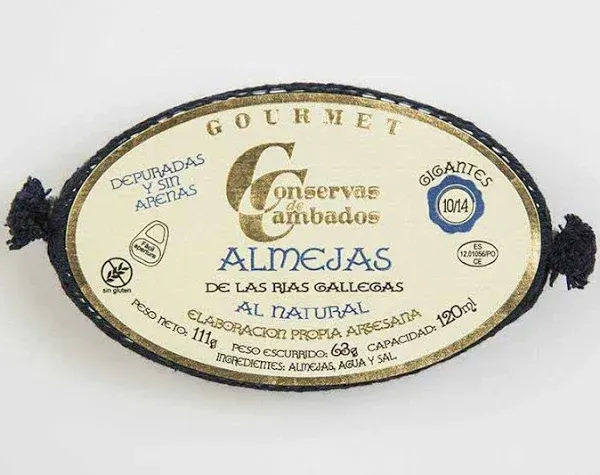 GOURMET
Conservas
de
Cambados
DEPURADAS
Y SIN
ARENAS
GIGANTES
10/14
Fácil
apertura
ES
12.01056/PO
CE
sin gluten
ALMEJAS
DE LAS RIAS GALLEGAS
AL NATURAL
ELABORACION PROPIA ARTESANA
PESO NETO: 111g PESO ESCURRIDO: 63g CAPACIDAD: 120ml
INGREDIENTES: ALMEJAS, AGUA Y SAL